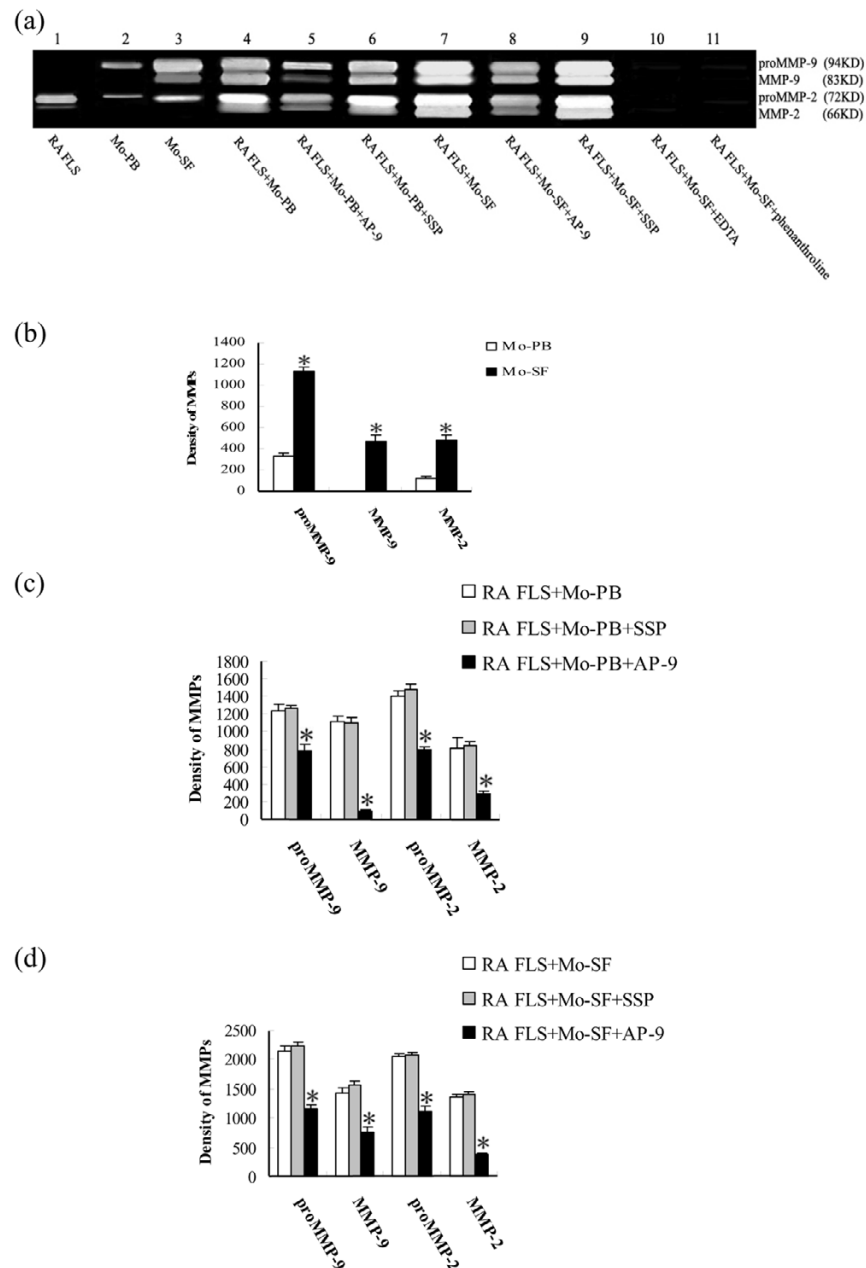 (a)
1 2 3 4 5 6 7 8 9 10 11
proMMP-9 (94KD)
MMP-9 (83KD)
proMMP-2 (72KD)
MMP-2 (66KD)
RA FLS
Mo-PB
Mo-SF
RA FLS+Mo-PB
RA FLS+Mo-PB+AP-9
RA FLS+Mo-PB+SSP
RA FLS+Mo-SF
RA FLS+Mo-SF+AP-9
RA FLS+Mo-SF+SSP
RA FLS+Mo-SF+EDTA
RA FLS+Mo-SF+phenanthroline
(b)
Density of MMPs
1400
1200
1000
800
600
400
200
0
*
*
*
proMMP-9
MMP-9
MMP-2
Mo-PB
Mo-SF
(c)
RA FLS+Mo-PB
RA FLS+Mo-PB+SSP
RA FLS+Mo-PB+AP-9
Density of MMPs
1800
1600
1400
1200
1000
800
600
400
200
0
*
*
*
*
proMMP-9
MMP-9
proMMP-2
MMP-2
(d)
RA FLS+Mo-SF
RA FLS+Mo-SF+SSP
RA FLS+Mo-SF+AP-9
Density of MMPs
2500
2000
1500
1000
500
0
*
*
*
*
proMMP-9
MMP-9
proMMP-2
MMP-2